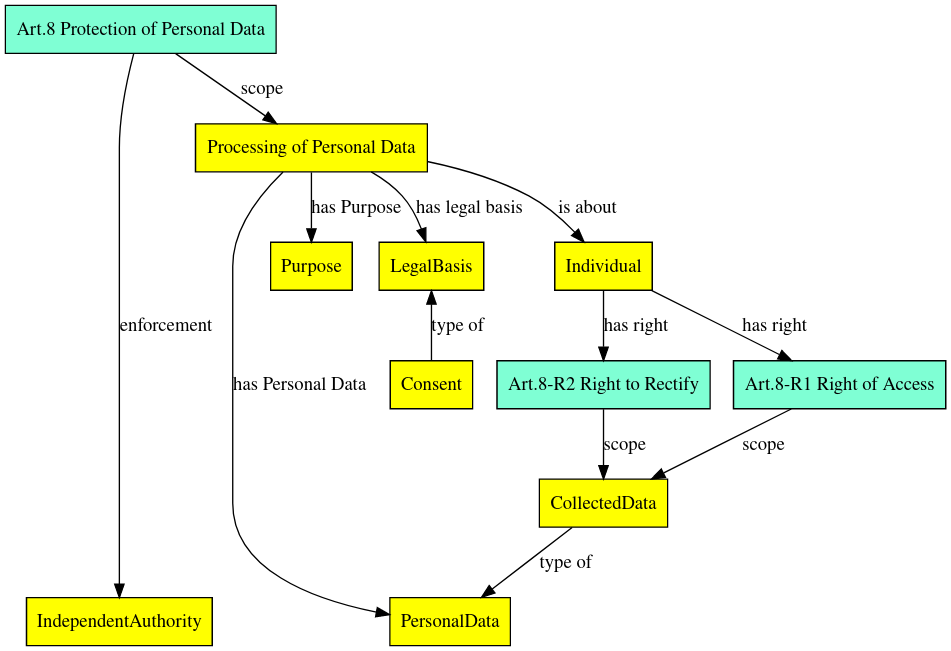 Art.8 Protection of Personal Data
scope
Processing of Personal Data
has Purpose
has legal basis
is about
Purpose
LegalBasis
Individual
enforcement
type of
has right
has right
has Personal Data
Consent
Art.8-R2 Right to Rectify
Art.8-R1 Right of Access
scope
scope
CollectedData
type of
IndependentAuthority
PersonalData